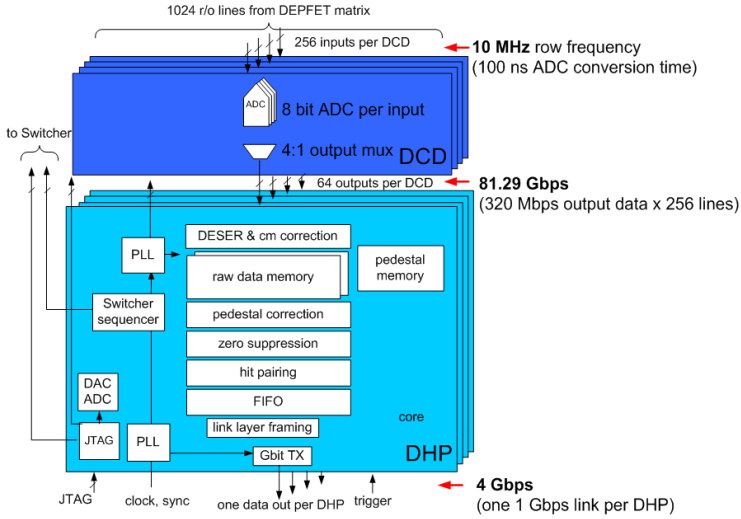 1024 r/o lines from DEPFET matrix
256 inputs per DCD
10 MHz row frequency
(100 ns ADC conversion time)
ADC
8 bit ADC per input
to Switcher
4:1 output mux
DCD
64 outputs per DCD
81.29 Gbps
(320 Mbps output data x 256 lines)
DESER & cm correction
PLL
raw data memory
pedestal
memory
Switcher
sequencer
pedestal correction
zero suppression
hit pairing
DAC
ADC
FIFO
core
link layer framing
JTAG
PLL
Gbit TX
DHP
4 Gbps
(one 1 Gbps link per DHP)
JTAG
clock, sync
one data out per DHP
trigger